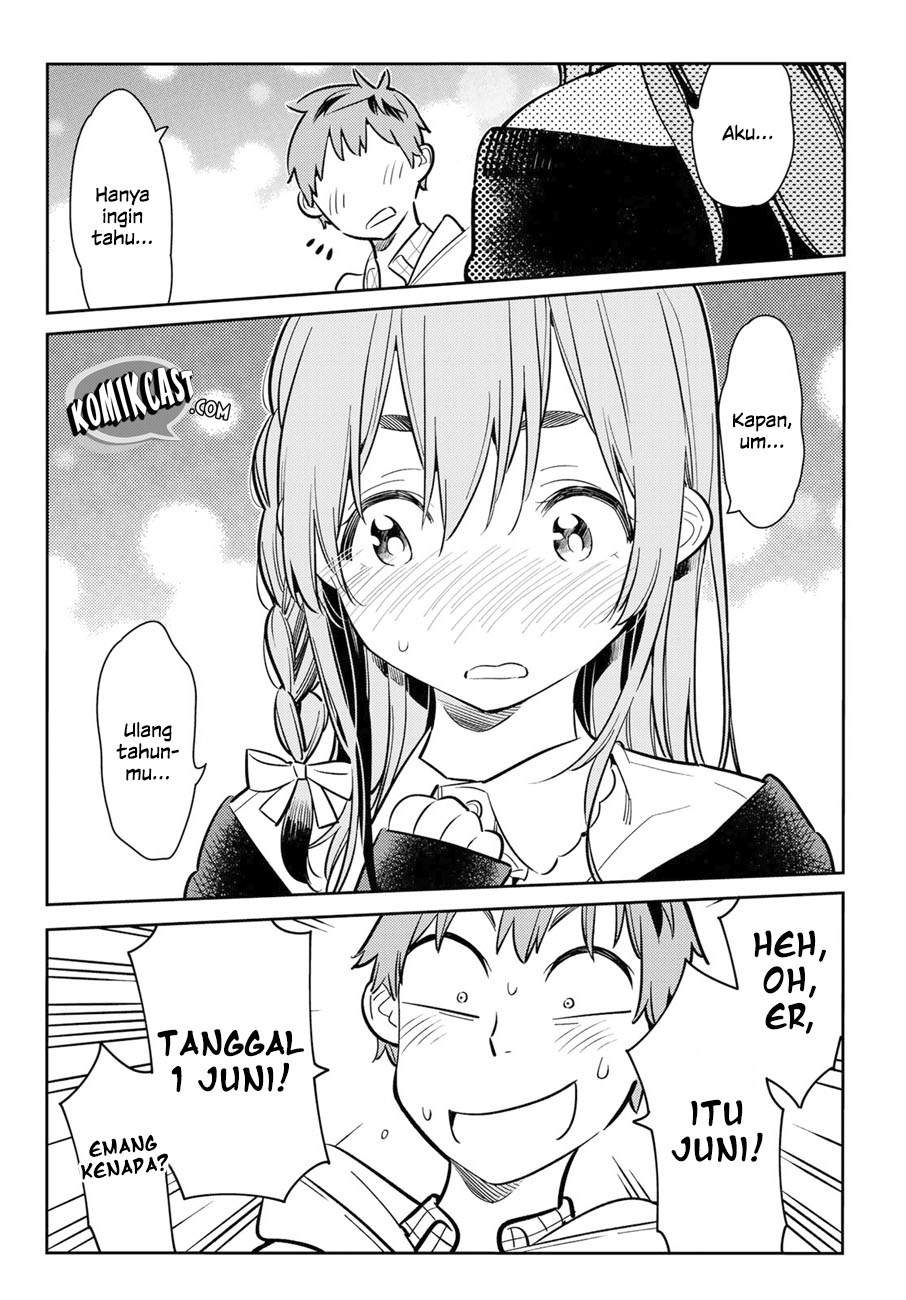 Aku...
Hanya
ingin
tahu...
KOMIKCAST
.COM
Kapan,
um...
Ulang
tahun-
mu...
HEH,
OH,
ER,
ITU
JUNI!
TANGGAL
1 JUNI!
EMANG
KENAPA?